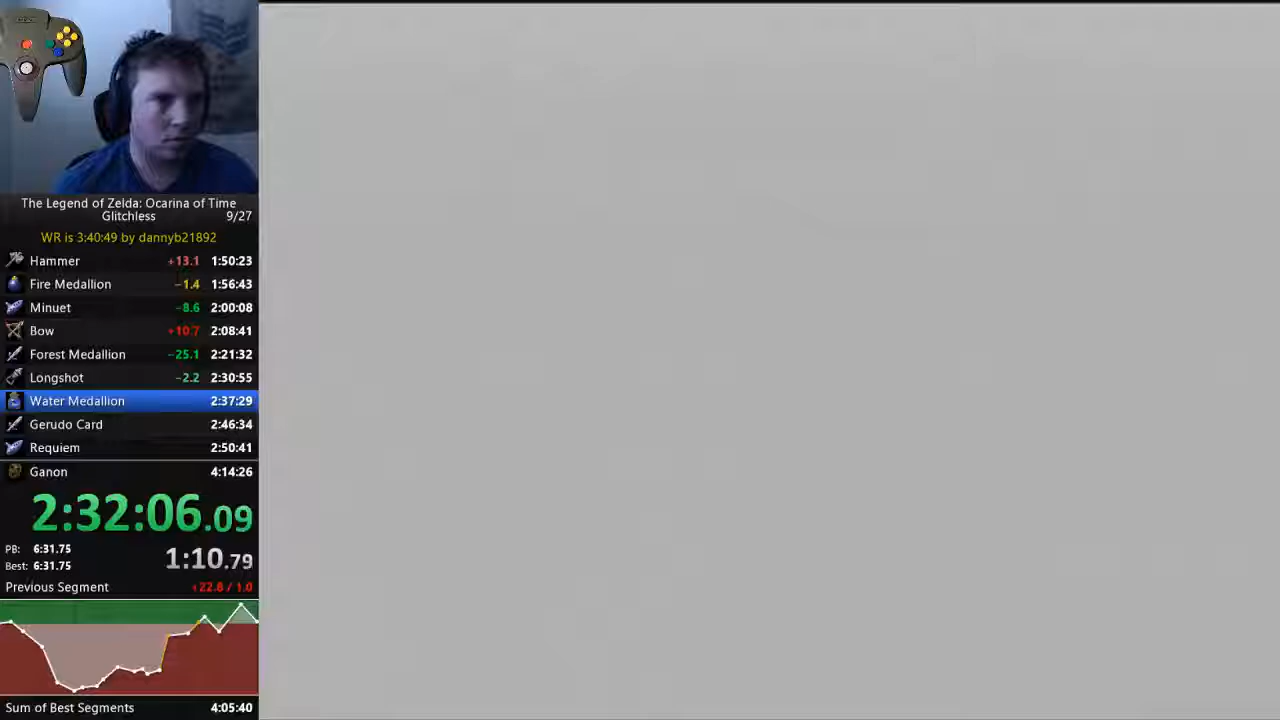 The Legend of Zelda: Ocarina of Time
Glitchless 9/27
WR is 3:40:49 by dannyb21892
Hammer +13.1 1:50:23
Fire Medallion −1.4 1:56:43
Minuet −8.6 2:00:08
Bow +10.7 2:08:41
Forest Medallion −25.1 2:21:32
Longshot −2.2 2:30:55
Water Medallion 2:37:29
Gerudo Card 2:46:34
Requiem 2:50:41
Ganon 4:14:26
2:32:06.09
PB: 6:31.75
Best: 6:31.75
1:10.79
Previous Segment +22.8 / 1.0
Sum of Best Segments 4:05:40